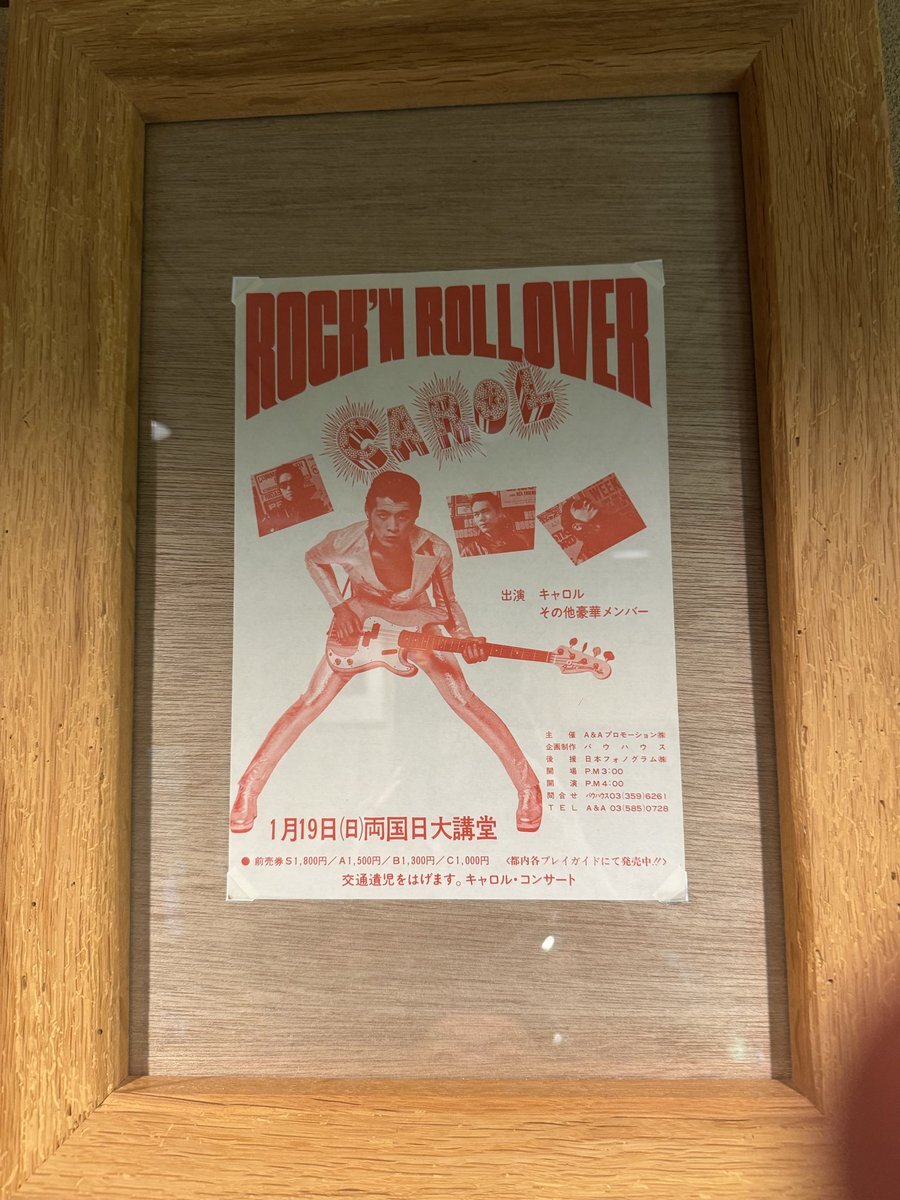 ROCK'N ROLLOVER
CAROL
出演 キャロル
その他豪華メンバー
主催 A&Aプロモーション㈱
企画制作 バウハウス
後援 日本フォノグラム㈱
開場 P.M 3:00
開演 P.M 4:00
問合せ バウハウス03(359)6261
TEL A&A 03(585)0728
1月19日(日)両国日大講堂
● 前売券S1,800円/A1,500円/B1,300円/C1,000円 〈都内各プレイガイドにて発売中!!〉
交通遺児をはげます。キャロル・コンサート